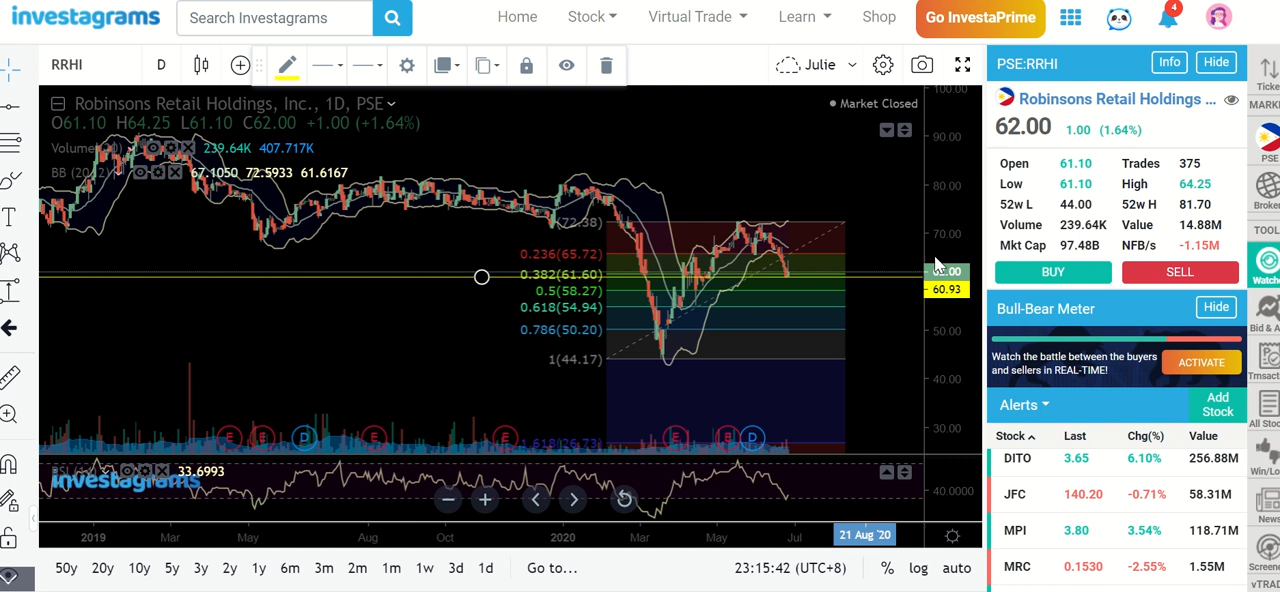 investagrams
Search Investagrams
Home
Stock
Virtual Trade
Learn
Shop
Go InvestaPrime
4
RRHI
D
Julie
PSE:RRHI
Info
Hide
Robinsons Retail Holdings, Inc., 1D, PSE
Market Closed
O61.10 H64.25 L61.10 C62.00 +1.00 (+1.64%)
239.64K 407.717K
BB (20, 2)
67.1050 72.5933 61.6167
(72.38)
0.236(65.72)
0.382(61.60)
0.5(58.27)
0.618(54.94)
0.786(50.20)
1(44.17)
1.618(26.73)
100.00
90.00
80.00
70.00
60.93
50.00
40.00
30.00
E
E
D
E
E
E
E
D
33.6993
investagrams
40.0000
2019
Mar
May
Aug
Oct
2020
Mar
May
Jul
21 Aug '20
50y 20y 10y 5y 3y 2y 1y 6m 3m 2m 1m 1w 3d 1d
Go to...
23:15:42 (UTC+8)
% log auto
Robinsons Retail Holdings ...
62.00 1.00 (1.64%)
Open 61.10 Trades 375
Low 61.10 High 64.25
52w L 44.00 52w H 81.70
Volume 239.64K Value 14.88M
Mkt Cap 97.48B NFB/s -1.15M
BUY
SELL
Bull-Bear Meter
Hide
Watch the battle between the buyers
and sellers in REAL-TIME!
ACTIVATE
Alerts
Add
Stock
Stock Last Chg(%) Value
DITO 3.65 6.10% 256.88M
JFC 140.20 -0.71% 58.31M
MPI 3.80 3.54% 118.71M
MRC 0.1530 -2.55% 1.55M
PSE